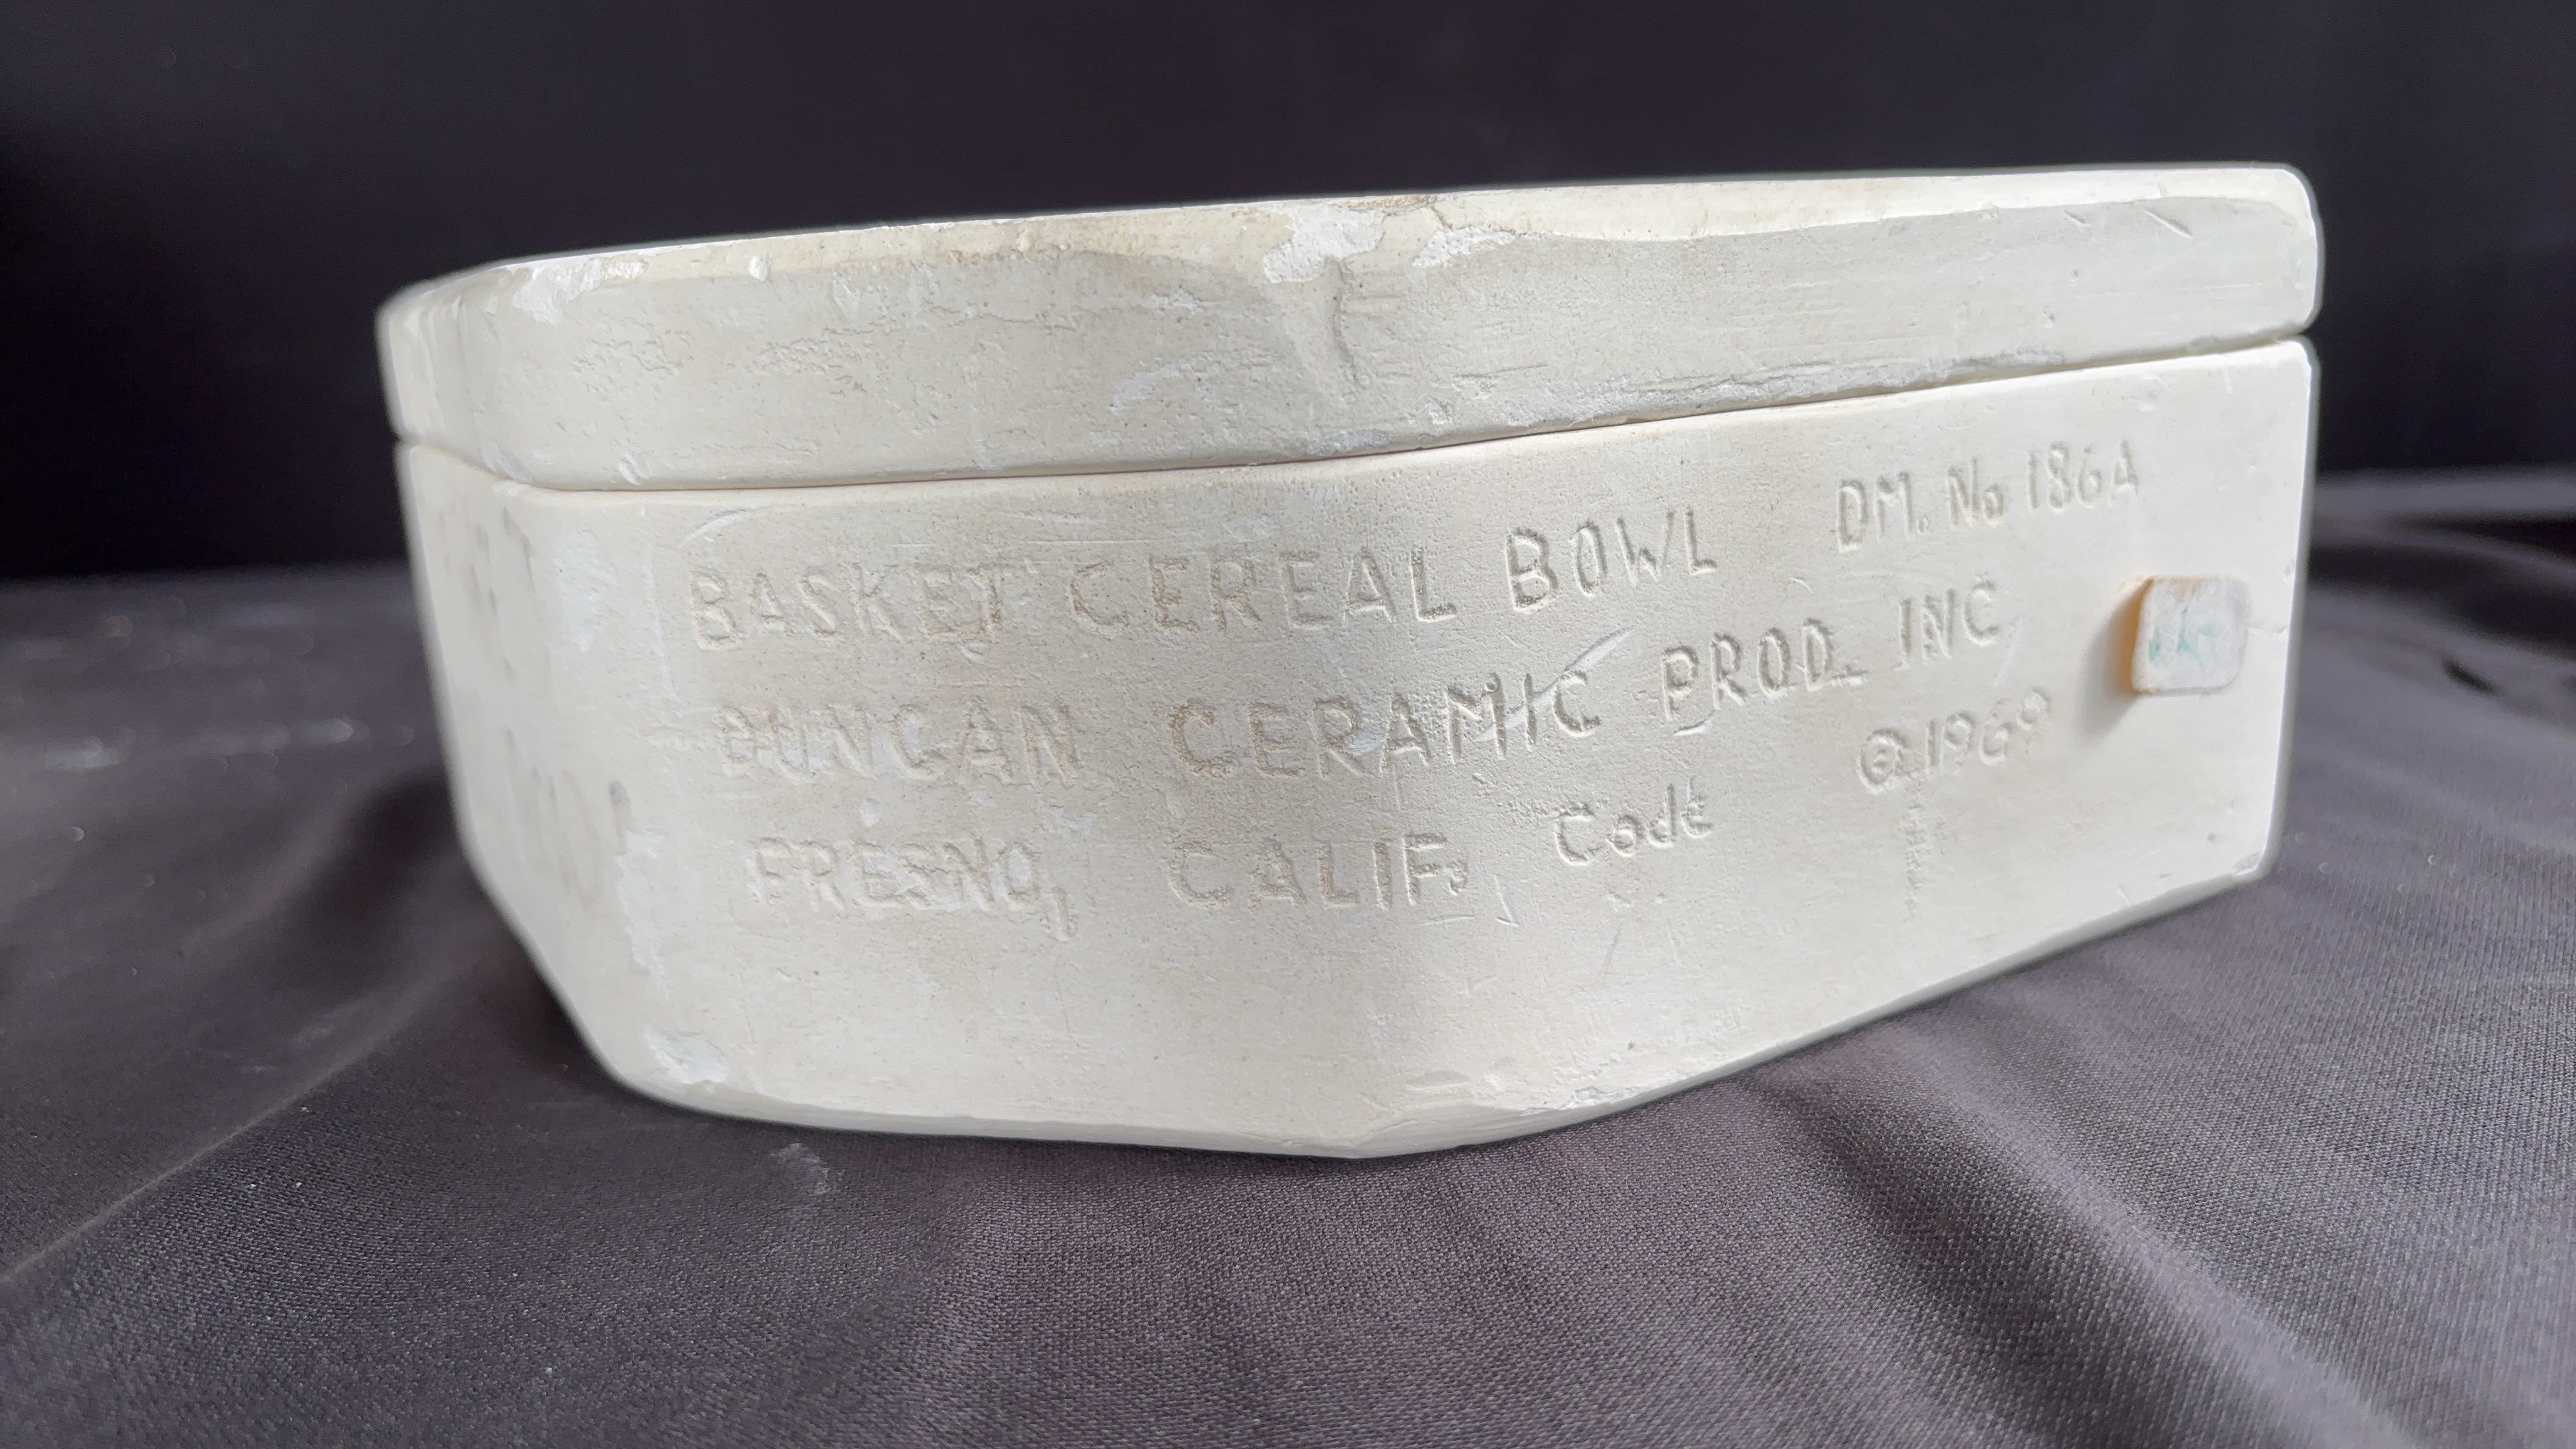 BASKET CEREAL BOWL DM. No 186A
DUNCAN CERAMIC PROD. INC
FRESNO, CALIF, Code © 1969